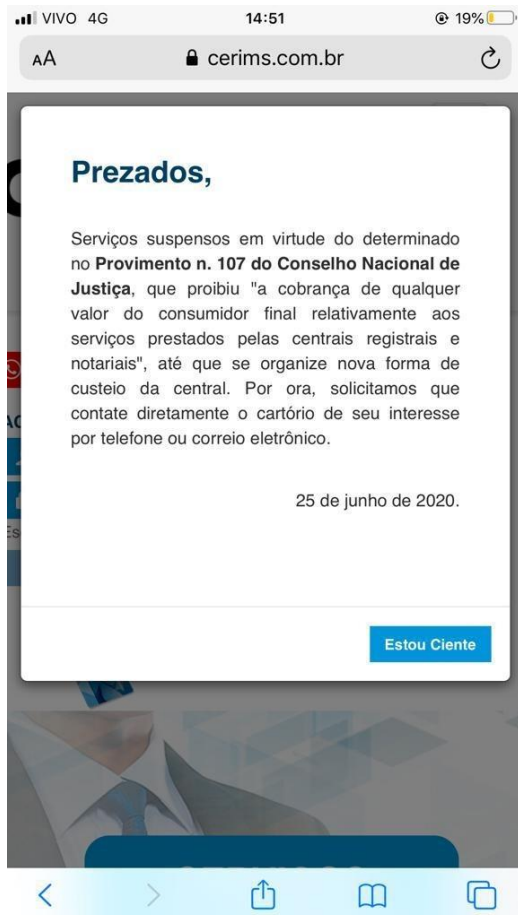 VIVO 4G 14:51 19%
AA cerims.com.br
Prezados,
Serviços suspensos em virtude do determinado
no Provimento n. 107 do Conselho Nacional de
Justiça, que proibiu "a cobrança de qualquer
valor do consumidor final relativamente aos
serviços prestados pelas centrais registrais e
notariais", até que se organize nova forma de
custeio da central. Por ora, solicitamos que
contate diretamente o cartório de seu interesse
por telefone ou correio eletrônico.
25 de junho de 2020.
Estou Ciente